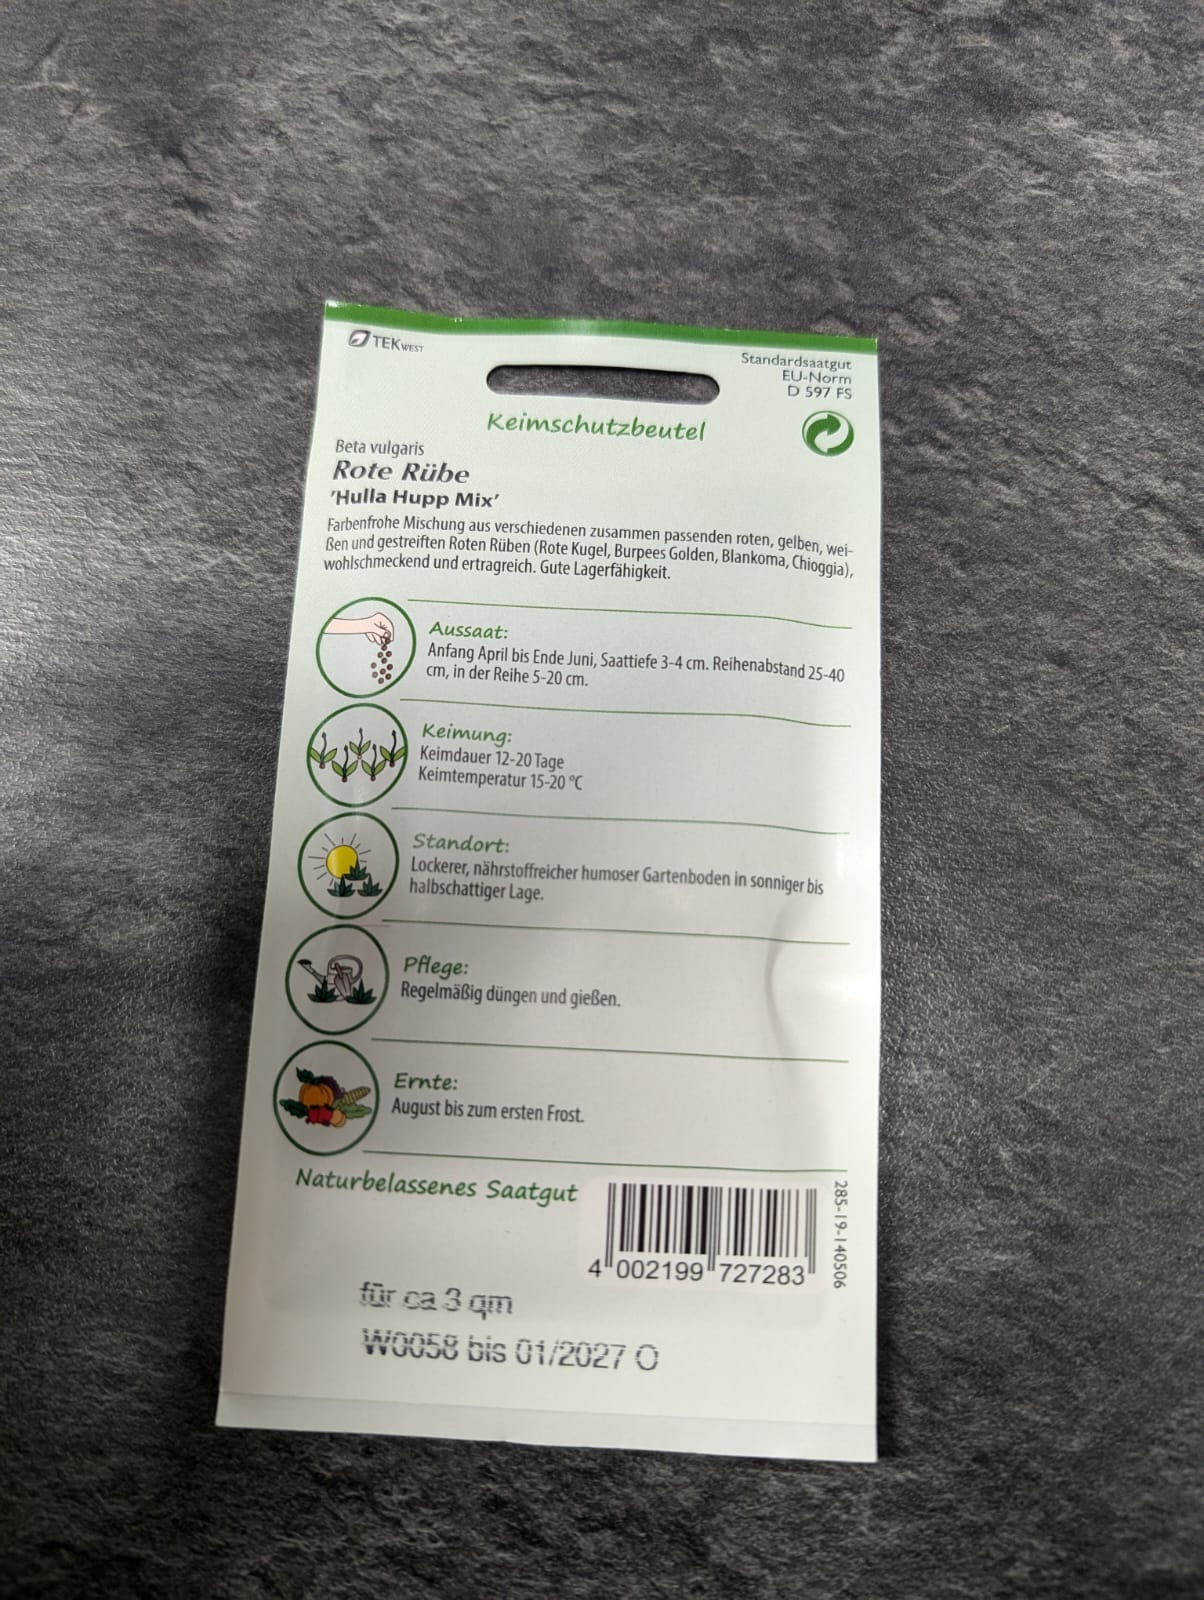 TEKWEST
Standardsaatgut
EU-Norm
D 597 FS
Keimschutzbeutel
Beta vulgaris
Rote Rübe
'Hulla Hupp Mix'
Farbenfrohe Mischung aus verschiedenen zusammen passenden roten, gelben, wei-
ßen und gestreiften Roten Rüben (Rote Kugel, Burpees Golden, Blankoma, Chioggia),
wohlschmeckend und ertragreich. Gute Lagerfähigkeit.
Aussaat:
Anfang April bis Ende Juni, Saattiefe 3-4 cm. Reihenabstand 25-40
cm, in der Reihe 5-20 cm.
Keimung:
Keimdauer 12-20 Tage
Keimtemperatur 15-20 °C
Standort:
Lockerer, nährstoffreicher humoser Gartenboden in sonniger bis
halbschattiger Lage.
Pflege:
Regelmäßig düngen und gießen.
Ernte:
August bis zum ersten Frost.
Naturbelassenes Saatgut
285-19-140506
4 002199 727283
für ca 3 qm
W0058 bis 01/2027 O